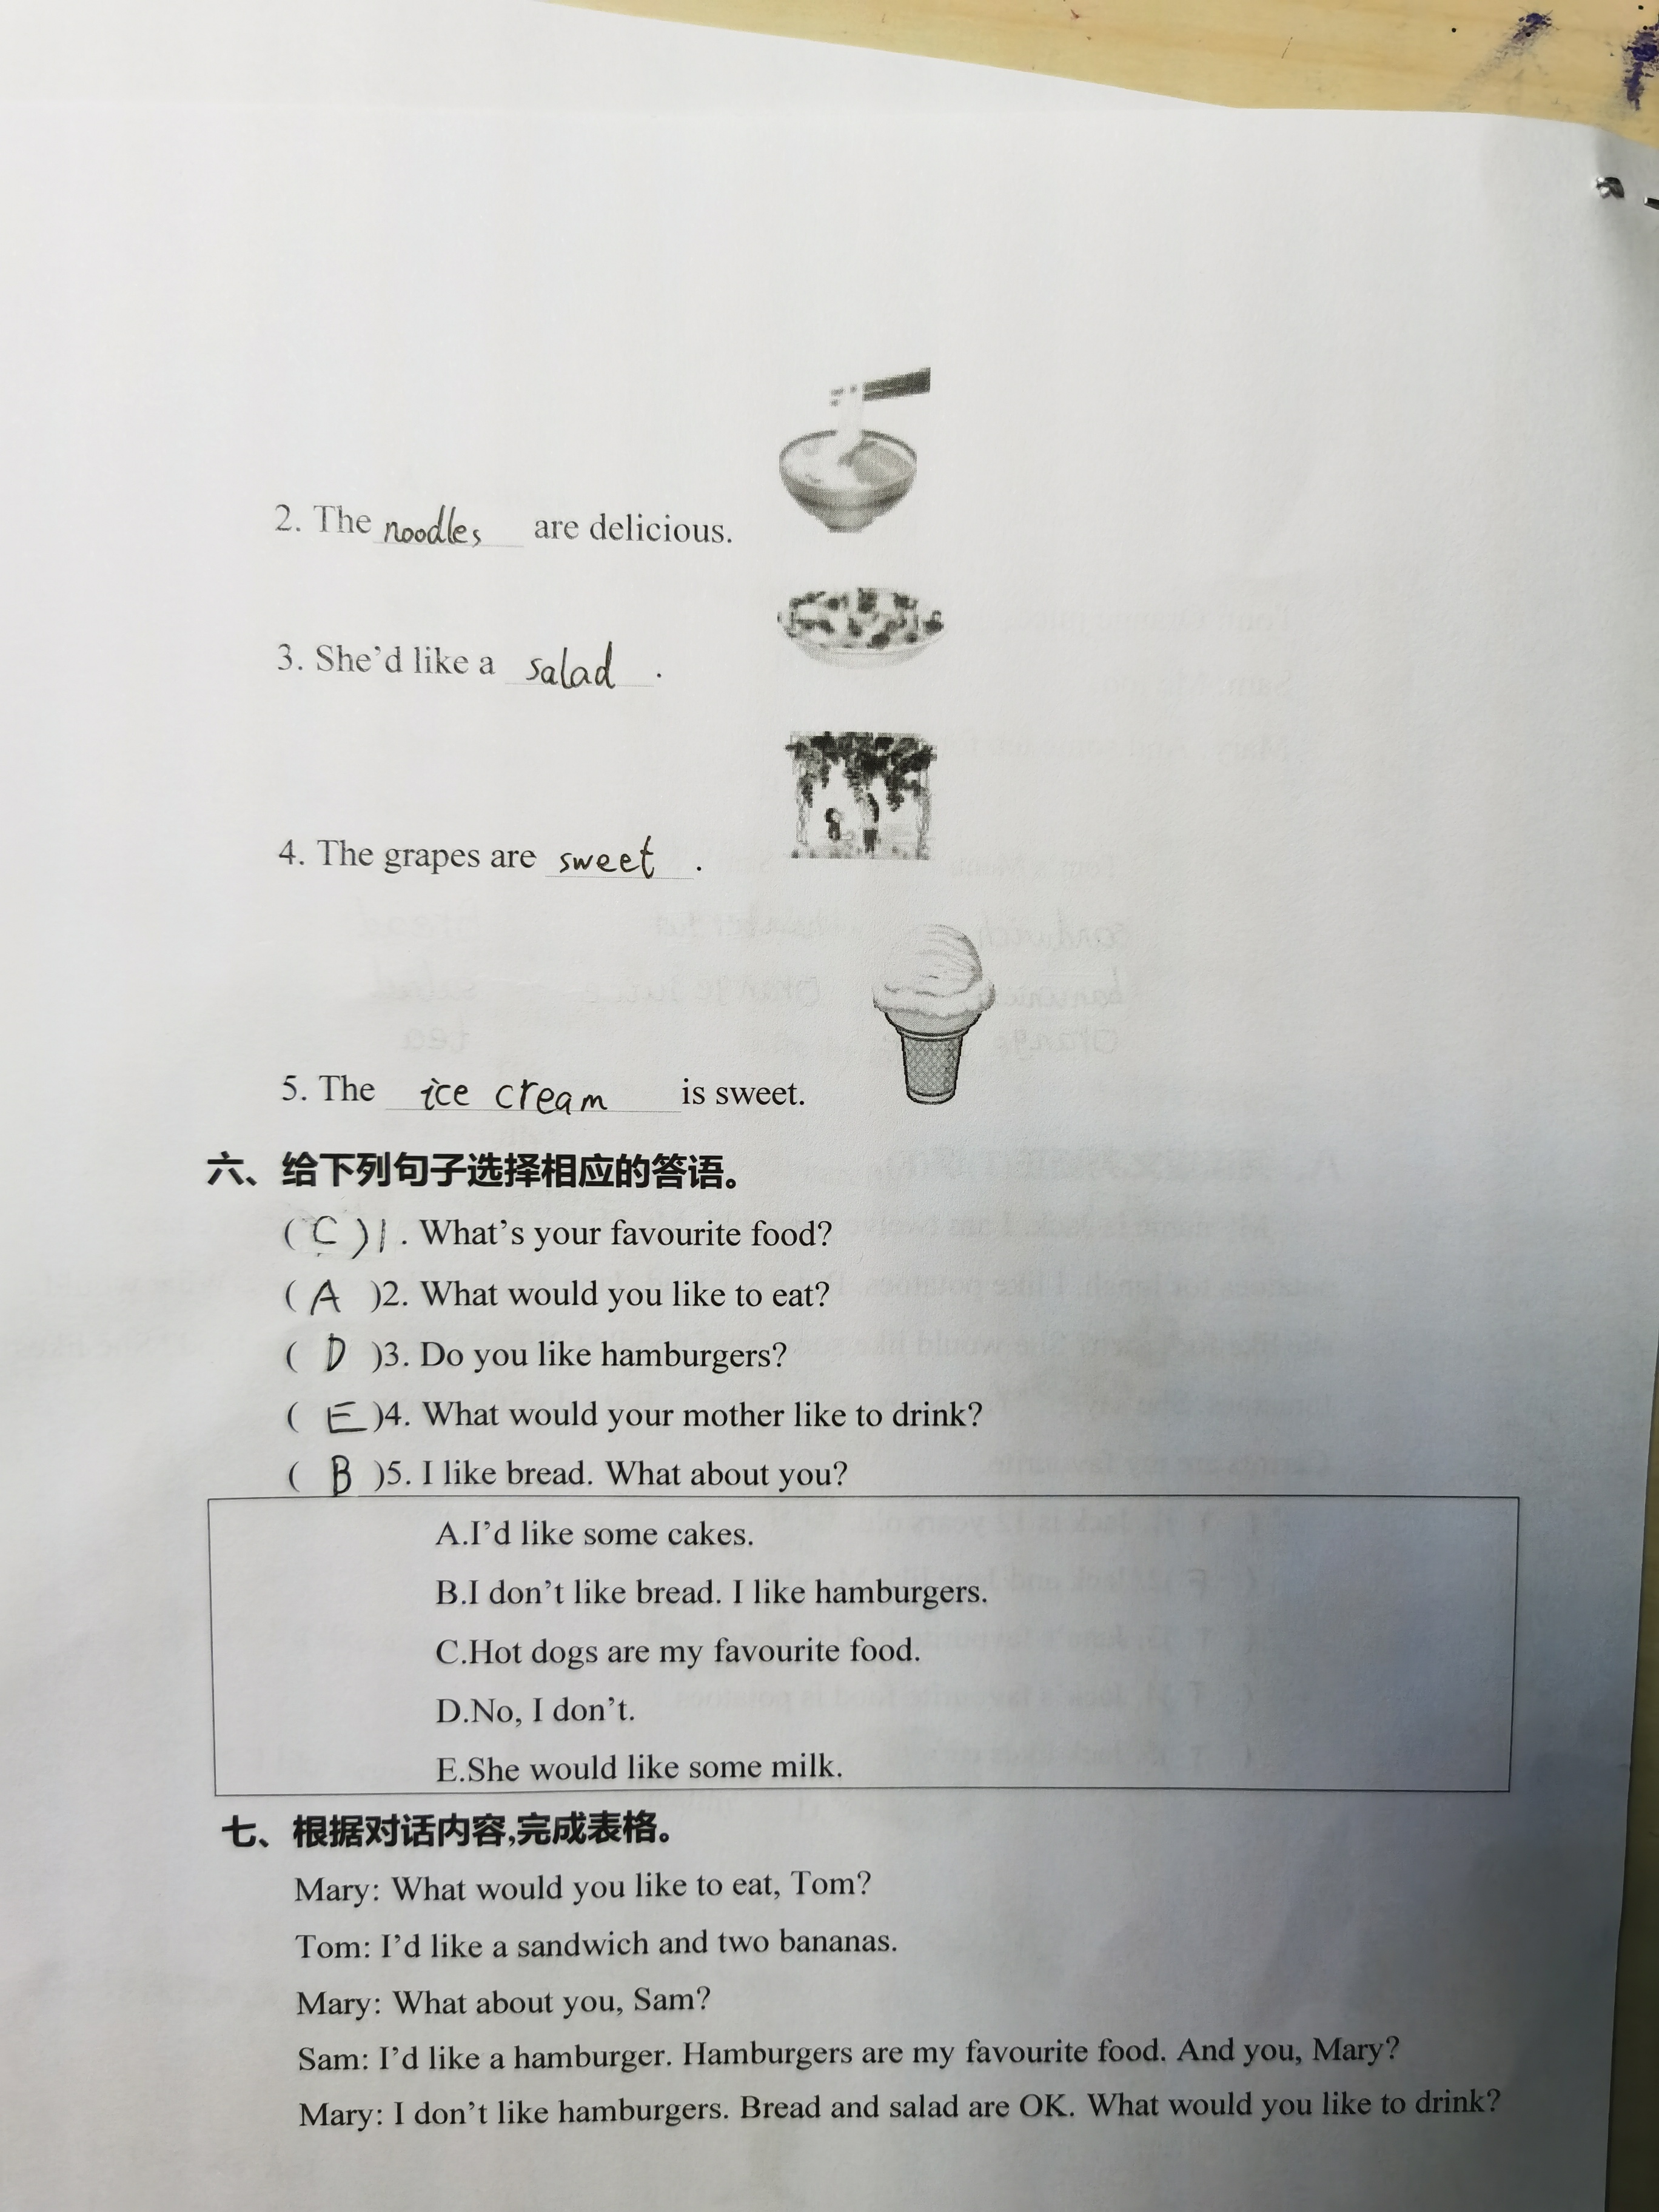 2. The noodles are delicious.
3. She’d like a salad .
4. The grapes are sweet .
5. The ice cream is sweet.
六、给下列句子选择相应的答语。
( C )1. What’s your favourite food?
( A )2. What would you like to eat?
( D )3. Do you like hamburgers?
( E )4. What would your mother like to drink?
( B )5. I like bread. What about you?
A.I’d like some cakes.
B.I don’t like bread. I like hamburgers.
C.Hot dogs are my favourite food.
D.No, I don’t.
E.She would like some milk.
七、根据对话内容,完成表格。
Mary: What would you like to eat, Tom?
Tom: I’d like a sandwich and two bananas.
Mary: What about you, Sam?
Sam: I’d like a hamburger. Hamburgers are my favourite food. And you, Mary?
Mary: I don’t like hamburgers. Bread and salad are OK. What would you like to drink?